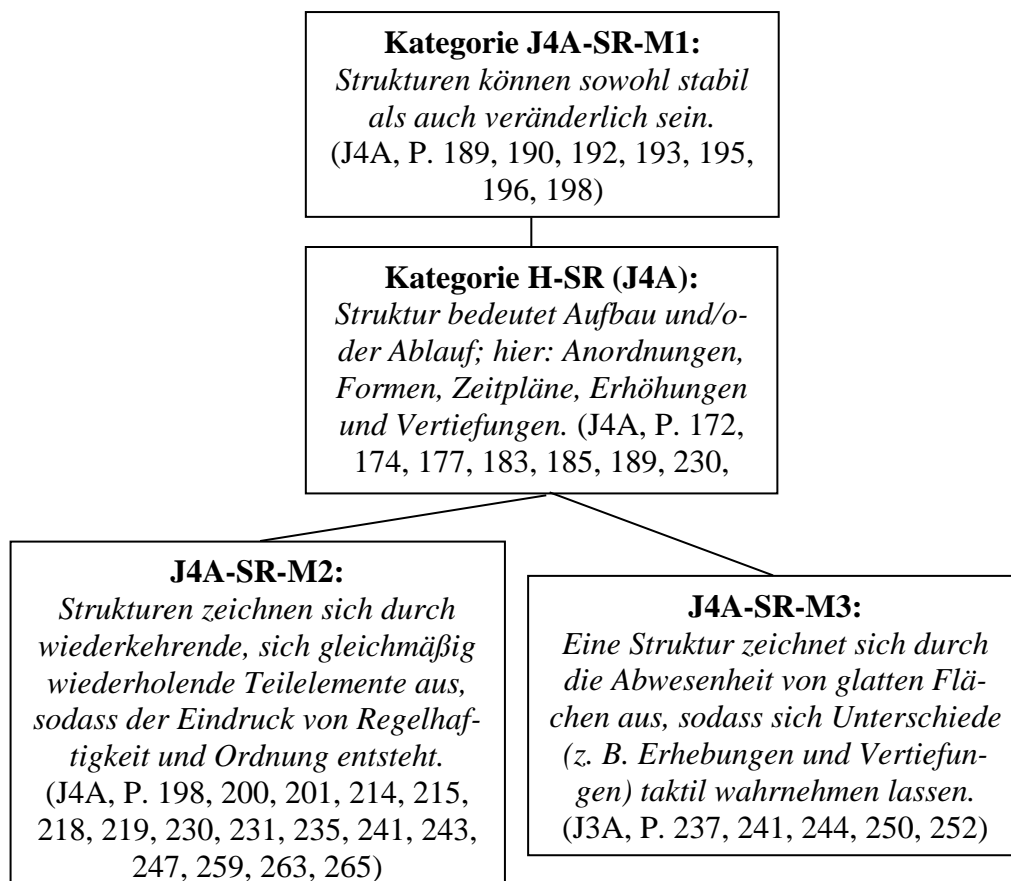 Kategorie J4A-SR-M1:
Strukturen können sowohl stabil
als auch veränderlich sein.
(J4A, P. 189, 190, 192, 193, 195,
196, 198)
Kategorie H-SR (J4A):
Struktur bedeutet Aufbau und/o-
der Ablauf; hier: Anordnungen,
Formen, Zeitpläne, Erhöhungen
und Vertiefungen. (J4A, P. 172,
174, 177, 183, 185, 189, 230,
J4A-SR-M2:
Strukturen zeichnen sich durch
wiederkehrende, sich gleichmäßig
wiederholende Teilelemente aus,
sodass der Eindruck von Regelhaf-
tigkeit und Ordnung entsteht.
(J4A, P. 198, 200, 201, 214, 215,
218, 219, 230, 231, 235, 241, 243,
247, 259, 263, 265)
J4A-SR-M3:
Eine Struktur zeichnet sich durch
die Abwesenheit von glatten Flä-
chen aus, sodass sich Unterschiede
(z. B. Erhebungen und Vertiefun-
gen) taktil wahrnehmen lassen.
(J3A, P. 237, 241, 244, 250, 252)